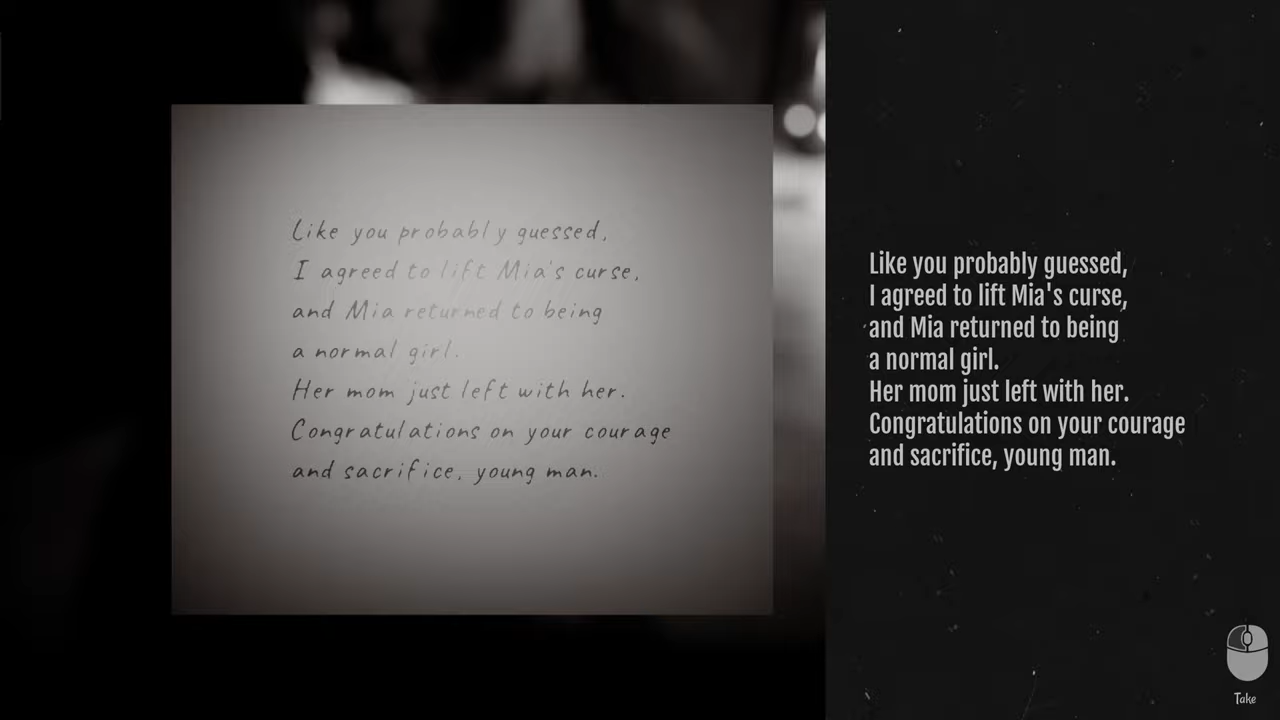 Like you probably guessed,
I agreed to lift Mia's curse,
and Mia returned to being
a normal girl.
Her mom just left with her.
Congratulations on your courage
and sacrifice, young man.
Like you probably guessed,
I agreed to lift Mia's curse,
and Mia returned to being
a normal girl.
Her mom just left with her.
Congratulations on your courage
and sacrifice, young man.
Take